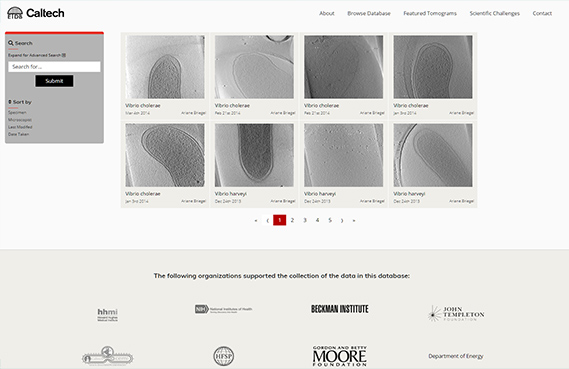 ETDB Caltech
About Browse Database Featured Tomograms Scientific Challenges Contact
Search
Expand for Advanced Search
Search for...
Submit
Sort by
Specimen
Microscopist
Last Modified
Date Taken
Vibrio cholerae
Mar 4th 2014 Ariane Briegel
Vibrio cholerae
Feb 21st 2014 Ariane Briegel
Vibrio cholerae
Feb 21st 2014 Ariane Briegel
Vibrio cholerae
Jan 3rd 2014 Ariane Briegel
Vibrio cholerae
Jan 3rd 2014 Ariane Briegel
Vibrio harveyi
Dec 24th 2013 Ariane Briegel
Vibrio harveyi
Dec 24th 2013 Ariane Briegel
Vibrio harveyi
Dec 24th 2013 Ariane Briegel
« ⟨ 1 2 3 4 5 ⟩ »
The following organizations supported the collection of the data in this database:
hhmi
Howard Hughes
Medical Institute
NIH National Institutes of Health
BECKMAN INSTITUTE
JOHN
TEMPLETON
FOUNDATION
HFSP
GORDON AND BETTY
MOORE
FOUNDATION
Department of Energy